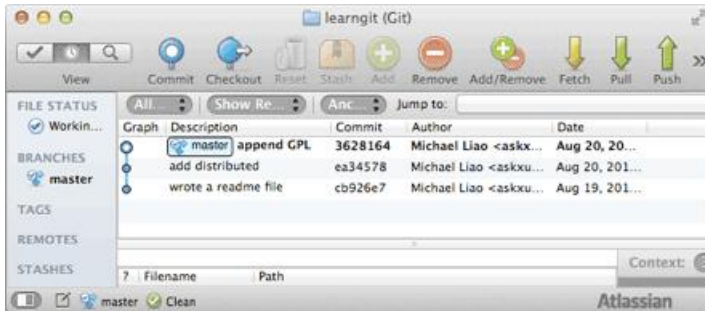 learngit (Git)
View Commit Checkout Reset Stash Add Remove Add/Remove Fetch Pull Push
All... Show Re... Anc... Jump to:
FILE STATUS
Workin...
BRANCHES
master
TAGS
REMOTES
STASHES
Graph Description Commit Author Date
master append GPL 3628164 Michael Liao <askxu... Aug 20, 20...
add distributed ea34578 Michael Liao <askxu... Aug 20, 201...
wrote a readme file cb926e7 Michael Liao <askxu... Aug 19, 201...
Context:
? Filename Path
master Clean Atlassian